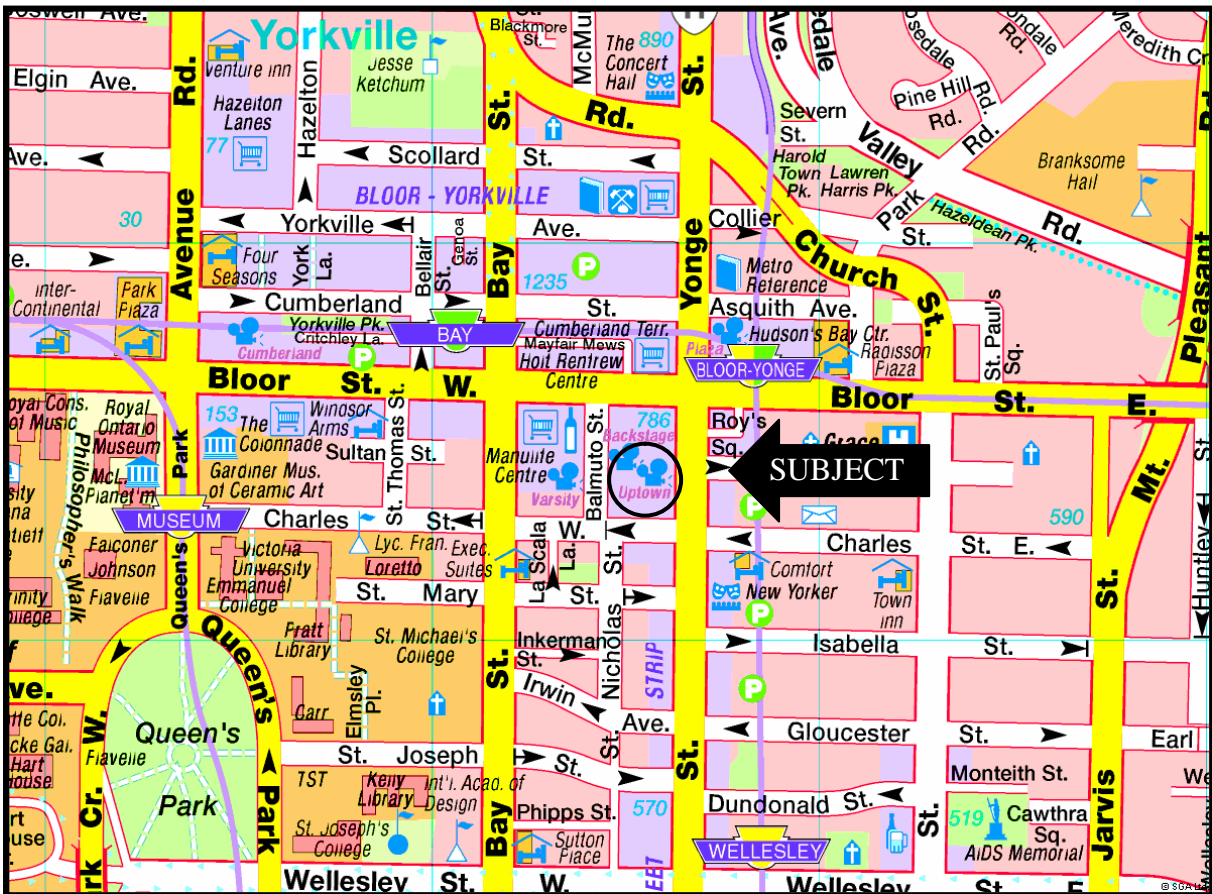 Yorkville
Elgin Ave.
Venture Inn
Hazelton
Jesse
Ketchum
Blackmore
St.
The
Concert
Hall
890
Rd.
St.
Ave.
Rosedale
Rd.
Meredith
Pine Hill
Rd.
Rd.
Hazelton
Lanes
77
Rd.
Severn
St.
Valley
Rd.
Branksome
Hall
Ave.
Scollard St.
Harold
Town Lawren
Pk. Harris Pk.
Park
BLOOR - YORKVILLE
30
Avenue
Yorkville Ave.
Collier
St.
Hazeldean Pk.
Rd.
Four
Seasons
York
La.
Bellair
St.
Genoa
St.
Bay
1235
P
Yonge
Metro
Reference
Church
St.
Inter-
Continental
Park
Plaza
Cumberland St.
Asquith Ave.
St. Paul's
Sq.
Mt.
Pleasant
Yorkville Pk.
Critchley La.
Cumberland
P
BAY
Cumberland Terr.
Mayfair Mews
Holt Renfrew
Centre
Plaza
Hudson's Bay Ctr.
BLOOR-YONGE
Radisson
Plaza
Bloor St. W.
Bloor St. E.
Royal Cons.
of Music
Royal
Ontario
Museum
Philosopher's Walk
Park
153
The
Colonnade
Windsor
Arms
Sultan St.
St. Thomas St.
Gardiner Mus.
of Ceramic Art
Manulife
Centre
Varsity
Balmuto St.
786
Backstage
Uptown
Roy's
Sq.
Grace
H
SUBJECT
590
McL.
Planet'm
MUSEUM
Charles St. W.
P
Charles St. E.
Huntley St.
Falconer
Johnson
Flavelle
Queen's
Victoria
University
Emmanuel
College
Lyc. Fran.
Loretto
Exec.
Suites
La Scala
La.
St. Mary St.
Comfort
New Yorker
P
Town
Inn
St.
Pratt
Library
St. Michael's
College
Inkerman
St.
Nicholas St.
STRIP
Isabella St.
Queen's
Park
Queen's
Park
Carr
Elmsley
Pl.
Irwin Ave.
P
Gloucester St.
Earl
Flavelle
Hart
House
St. Joseph St.
TST
Kelly
Library
Int'l. Acad. of
Design
Phipps St.
570
Dundonald St.
Monteith St.
519
Cawthra
Sq.
AIDS Memorial
Jarvis
St. Joseph's
College
Bay
Sutton
Place
WELLESLEY
Wellesley St. W.
Wellesley St. E.